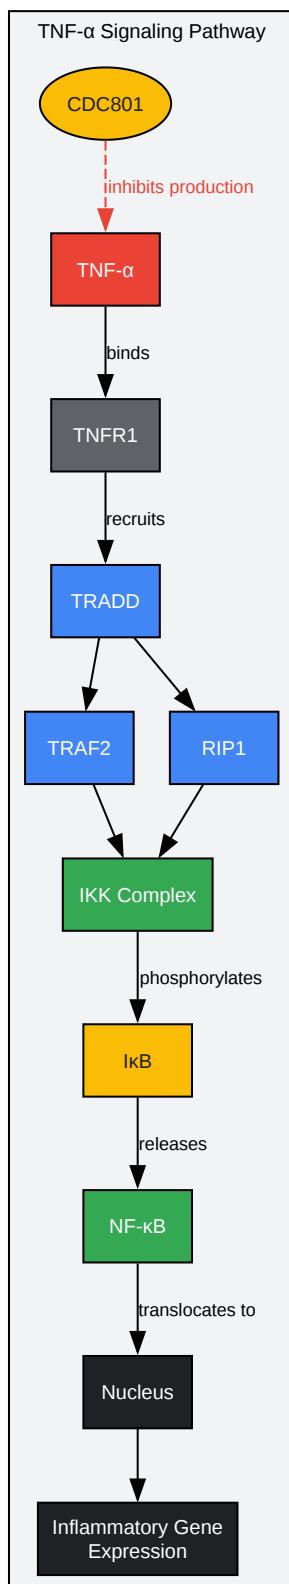 TNF-α Signaling Pathway
CDC801
inhibits production
TNF-α
binds
TNFR1
recruits
TRADD
TRAF2
RIP1
IKK Complex
phosphorylates
IκB
releases
NF-κB
translocates to
Nucleus
Inflammatory Gene
Expression